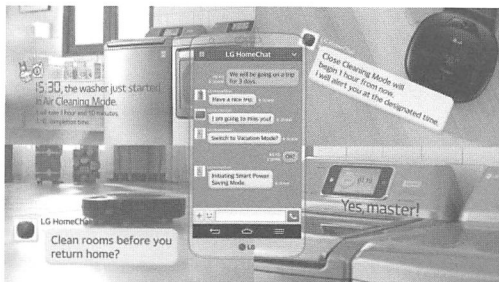 15:30, the washer just started
in Air Cleaning Mode.
LG HomeChat
We will be going on a trip
for 3 days.
Have a nice trip.
I am going to miss you!
Switch to Vacation Mode?
OK!
Initiating Smart Power
Saving Mode.
LG
Close Cleaning Mode will
begin 1 hour from now.
I will alert you at the designated time.
LG HomeChat
Clean rooms before you
return home?
Yes, master!